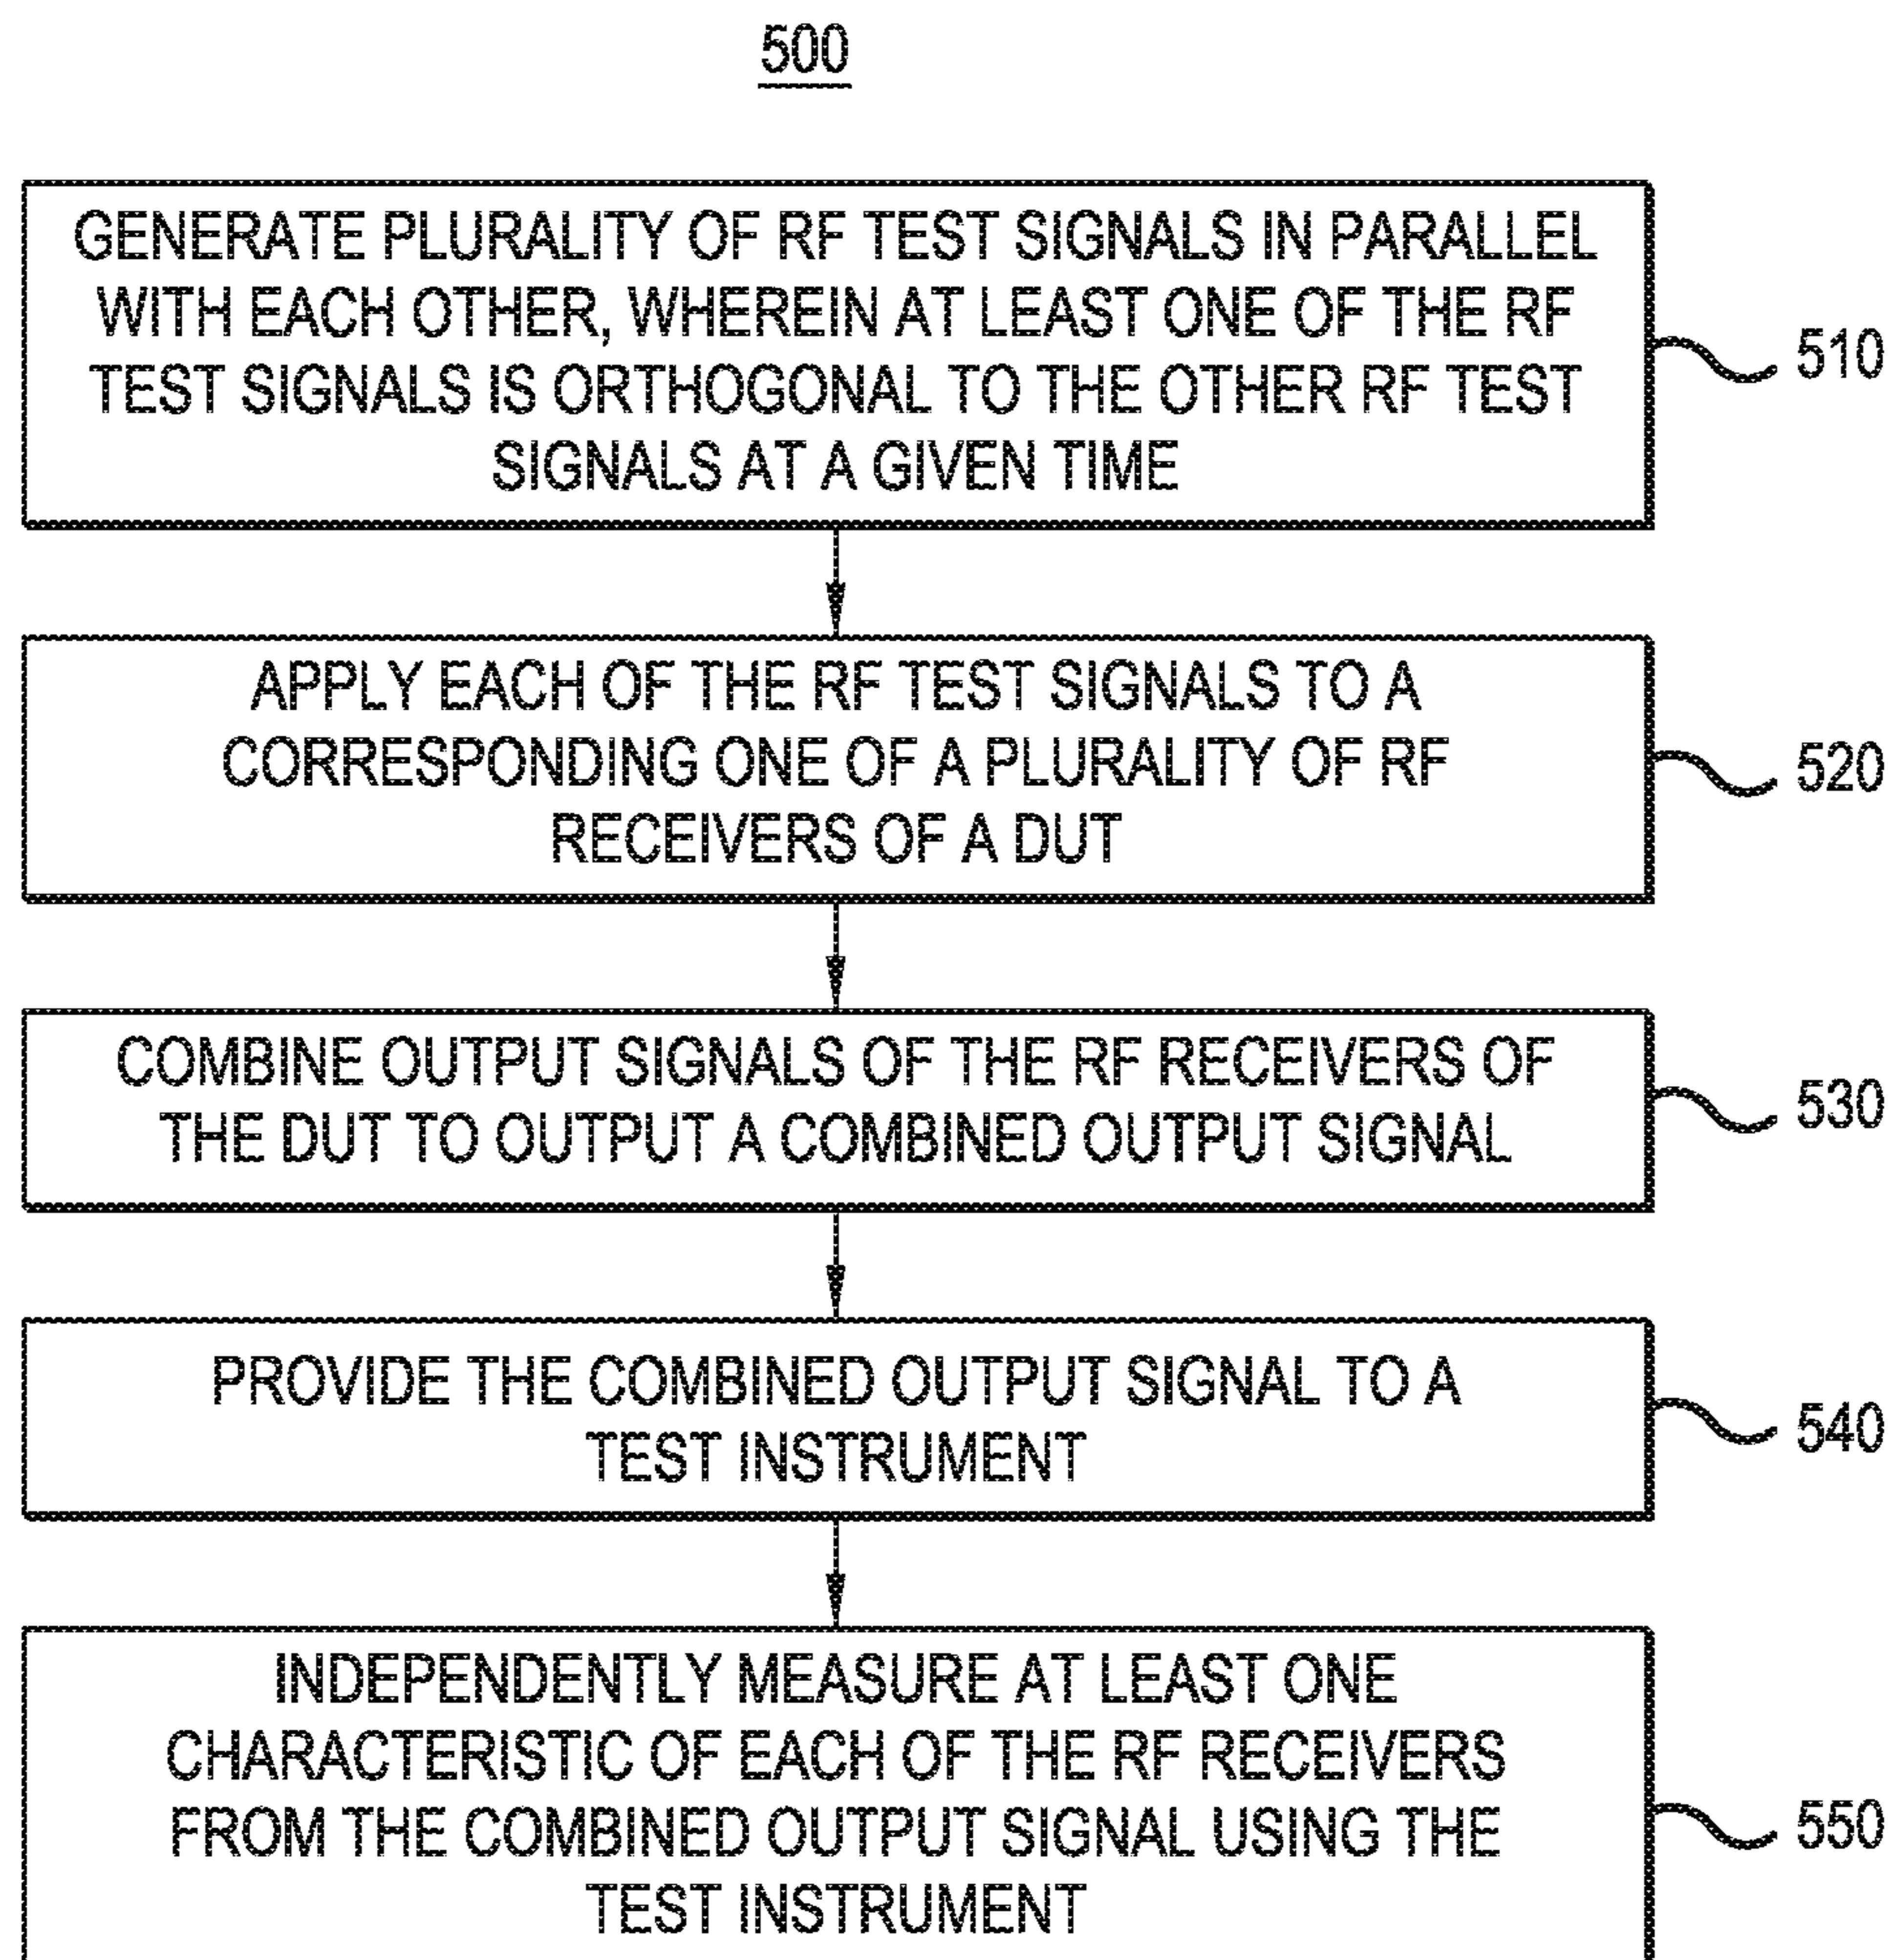 500
GENERATE PLURALITY OF RF TEST SIGNALS IN PARALLEL
WITH EACH OTHER, WHEREIN AT LEAST ONE OF THE RF
TEST SIGNALS IS ORTHOGONAL TO THE OTHER RF TEST
SIGNALS AT A GIVEN TIME
510
APPLY EACH OF THE RF TEST SIGNALS TO A
CORRESPONDING ONE OF A PLURALITY OF RF
RECEIVERS OF A DUT
520
COMBINE OUTPUT SIGNALS OF THE RF RECEIVERS OF
THE DUT TO OUTPUT A COMBINED OUTPUT SIGNAL
530
PROVIDE THE COMBINED OUTPUT SIGNAL TO A
TEST INSTRUMENT
540
INDEPENDENTLY MEASURE AT LEAST ONE
CHARACTERISTIC OF EACH OF THE RF RECEIVERS
FROM THE COMBINED OUTPUT SIGNAL USING THE
TEST INSTRUMENT
550